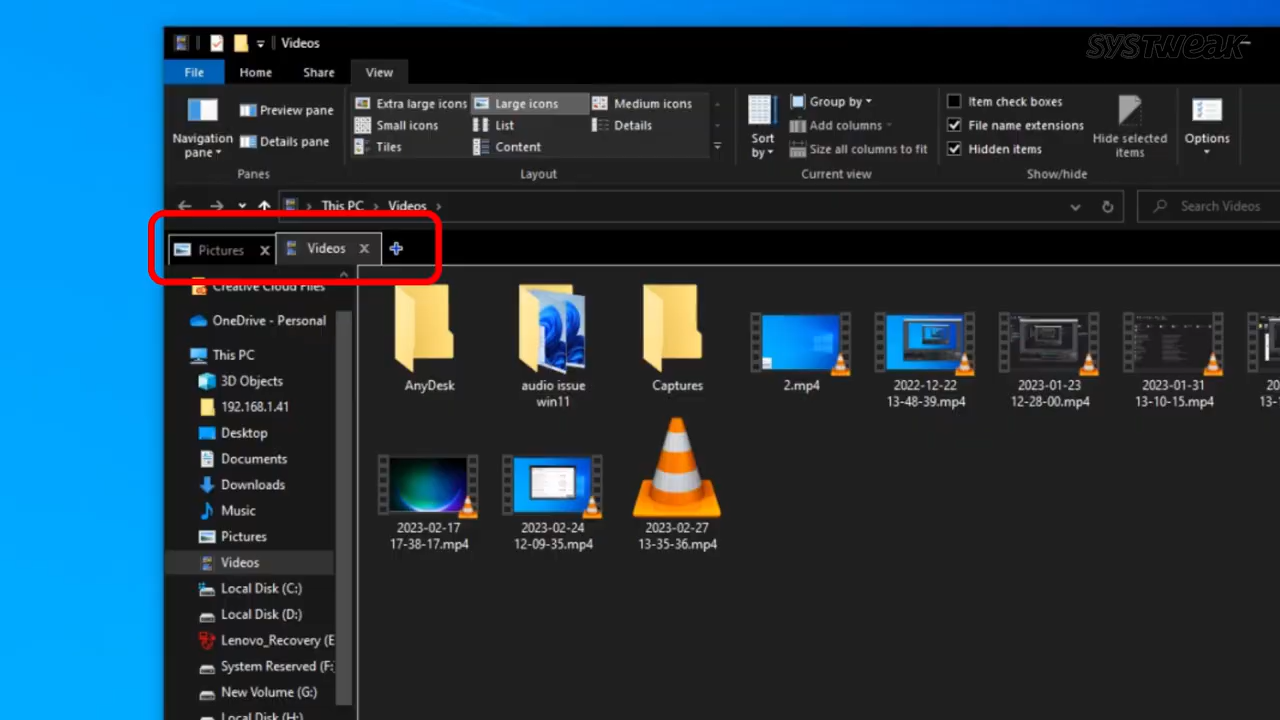 Videos
SYSTWEAK
File Home Share View
Navigation pane
Preview pane
Details pane
Panes
Extra large icons Large icons Medium icons
Small icons List Details
Tiles Content
Layout
Sort by
Group by
Add columns
Size all columns to fit
Current view
Item check boxes
File name extensions
Hidden items
Hide selected items
Show/hide
Options
This PC Videos
Search Videos
Pictures Videos
Creative Cloud Files
OneDrive - Personal
This PC
3D Objects
192.168.1.41
Desktop
Documents
Downloads
Music
Pictures
Videos
Local Disk (C:)
Local Disk (D:)
Lenovo_Recovery (E
System Reserved (F:
New Volume (G:)
Local Disk (H:)
AnyDesk
audio issue
win11
Captures
2.mp4
2022-12-22
13-48-39.mp4
2023-01-23
12-28-00.mp4
2023-01-31
13-10-15.mp4
20
13-1
2023-02-17
17-38-17.mp4
2023-02-24
12-09-35.mp4
2023-02-27
13-35-36.mp4